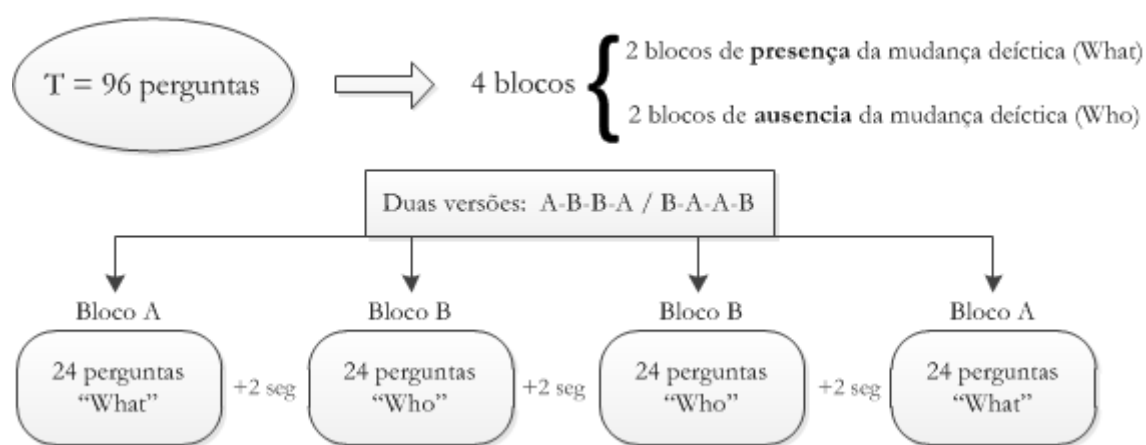 T = 96 perguntas
4 blocos
2 blocos de presença da mudança deíctica (What)
2 blocos de ausencia da mudança deíctica (Who)
Duas versões: A-B-B-A / B-A-A-B
Bloco A
Bloco B
Bloco B
Bloco A
24 perguntas
“What”
+2 seg
24 perguntas
“Who”
+2 seg
24 perguntas
“Who”
+2 seg
24 perguntas
“What”